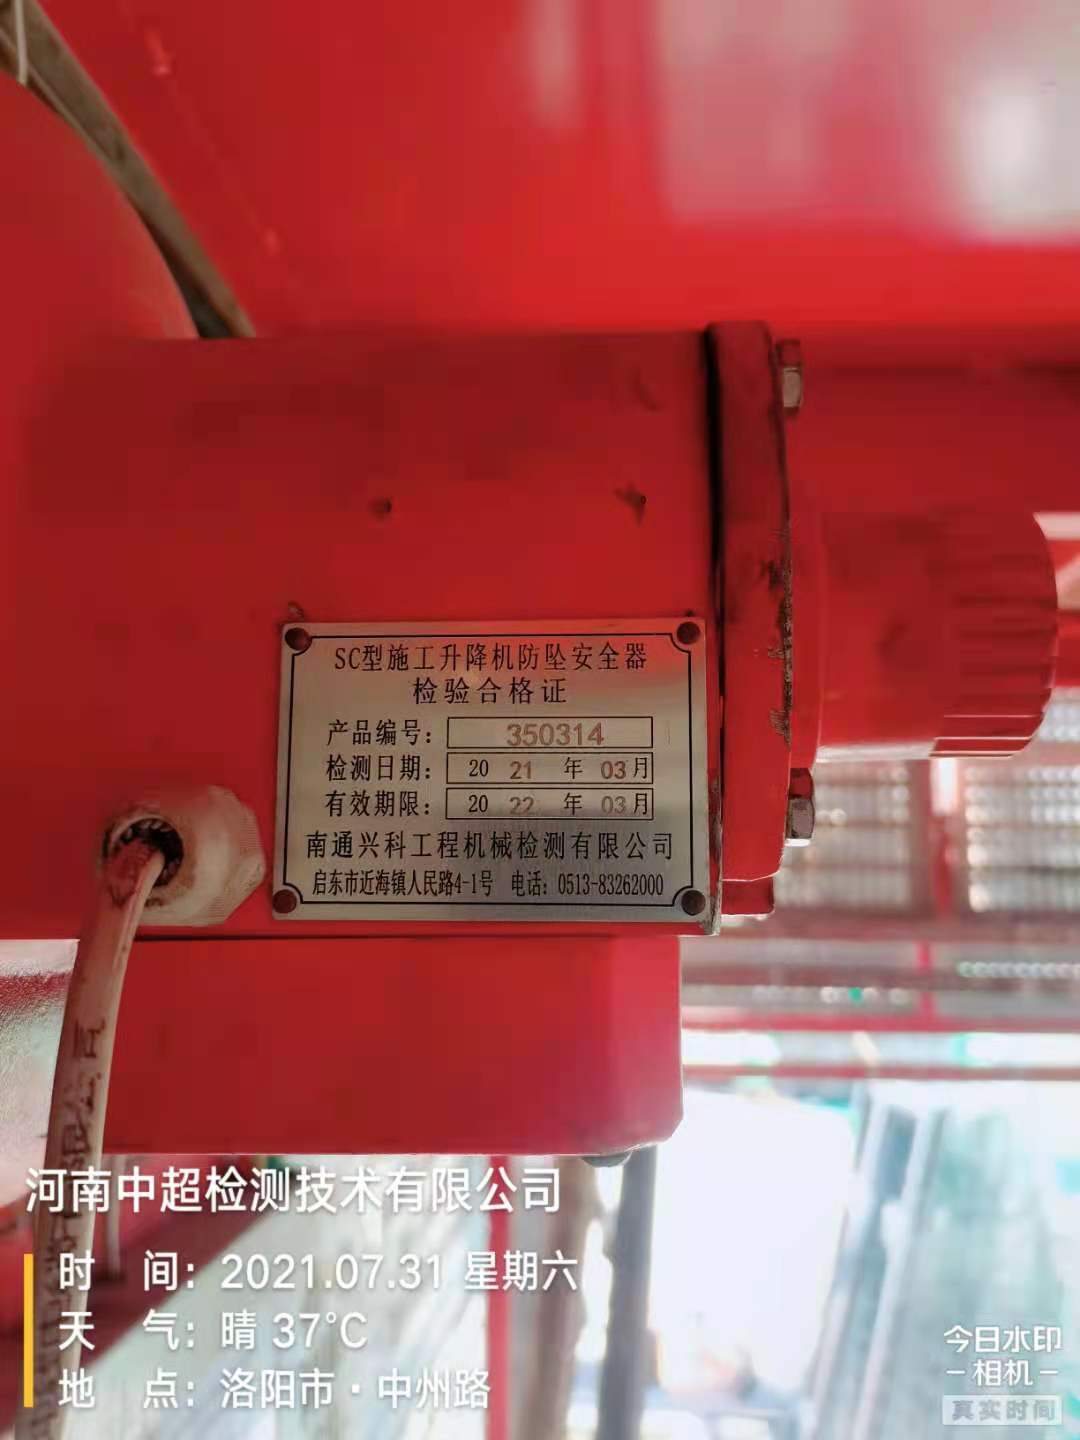 SC型施工升降机防坠安全器
检验合格证
产品编号: 350314
检测日期: 20 21 年 03 月
有效期限: 20 22 年 03 月
南通兴科工程机械检测有限公司
启东市近海镇人民路4-1号 电话: 0513-83262000
河南中超检测技术有限公司
时 间: 2021.07.31 星期六
天 气: 晴 37℃
地 点: 洛阳市·中州路
今日水印
-相机-
真实时间